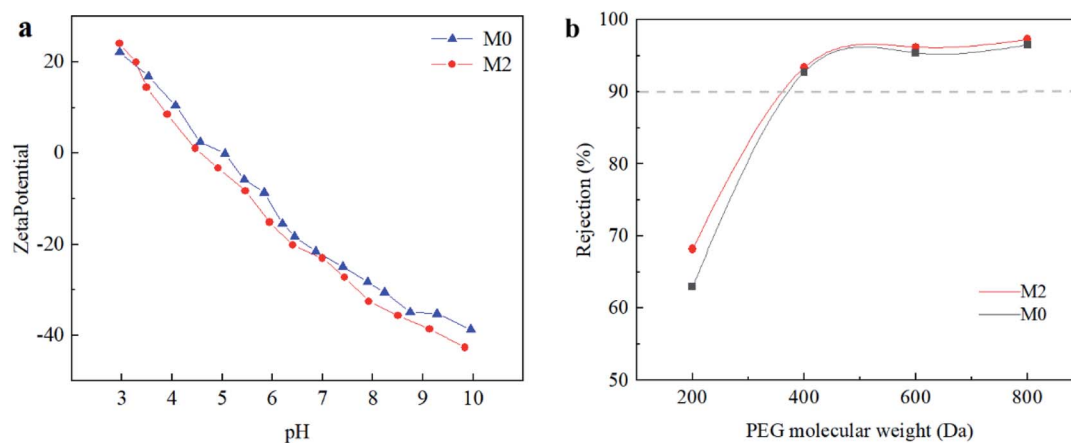 a
ZetaPotential
20
0
-20
-40
3 4 5 6 7 8 9 10
pH
M0
M2
b
Rejection (%)
100
90
80
70
60
50
200 400 600 800
PEG molecular weight (Da)
M2
M0